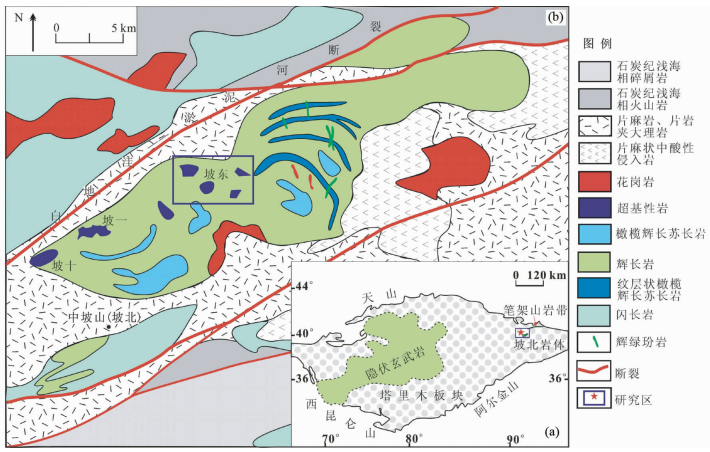 N
0 5 km
(b)
白地洼淤泥河断裂
坡东
坡一
坡十
中坡山(坡北)
0 120 km
44°
40°
36°
36°
天山
笔架山岩带
坡北岩体
隐伏玄武岩
塔里木板块
阿尔金山
西昆仑山
70° 80° 90°
(a)
图例
石炭纪浅海
相碎屑岩
石炭纪浅海
相火山岩
片麻岩、片岩
夹大理岩
片麻状中酸性
侵入岩
花岗岩
超基性岩
橄榄辉长苏长岩
辉长岩
纹层状橄榄
辉长苏长岩
闪长岩
辉绿玢岩
断裂
研究区